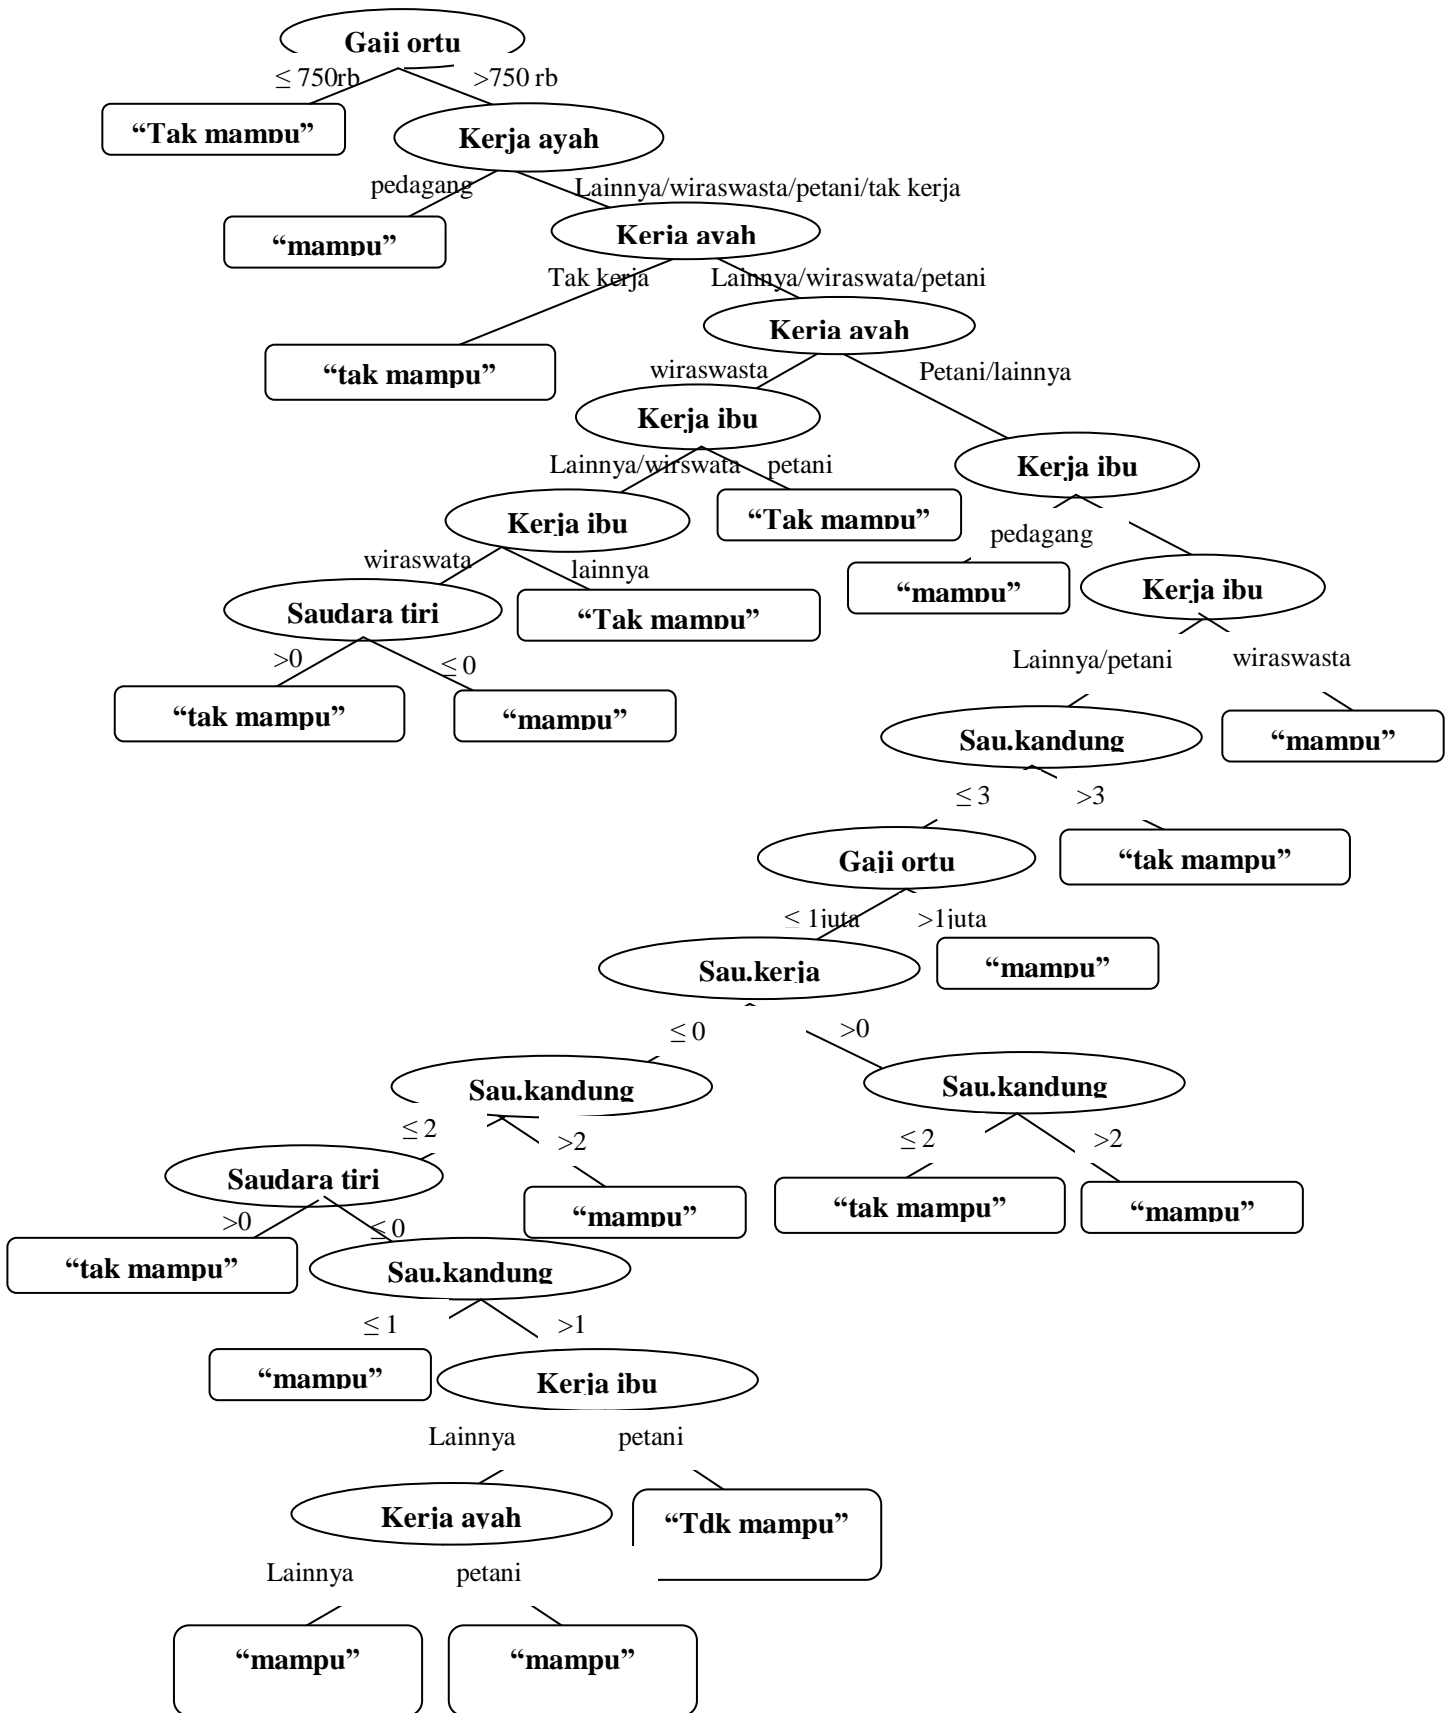 Gaji ortu
≤ 750rb >750 rb
“Tak mampu” Kerja ayah
pedagang Lainnya/wiraswasta/petani/tak kerja
“mampu” Kerja ayah
Tak kerja Lainnya/wiraswata/petani
Kerja ayah
“tak mampu” wiraswasta Petani/lainnya
Kerja ibu
Lainnya/wirswata petani Kerja ibu
Kerja ibu “Tak mampu”
pedagang
wiraswata lainnya
“mampu” Kerja ibu
Saudara tiri “Tak mampu”
>0 ≤ 0 Lainnya/petani wiraswasta
“tak mampu” “mampu”
Sau.kandung “mampu”
≤ 3 >3
Gaji ortu “tak mampu”
≤ 1juta >1juta
Sau.kerja “mampu”
≤ 0 >0
Sau.kandung Sau.kandung
≤ 2 >2 ≤ 2 >2
Saudara tiri “mampu” “tak mampu” “mampu”
>0 ≤ 0
“tak mampu” Sau.kandung
≤ 1 >1
“mampu” Kerja ibu
Lainnya petani
Kerja ayah “Tdk mampu”
Lainnya petani
“mampu” “mampu”